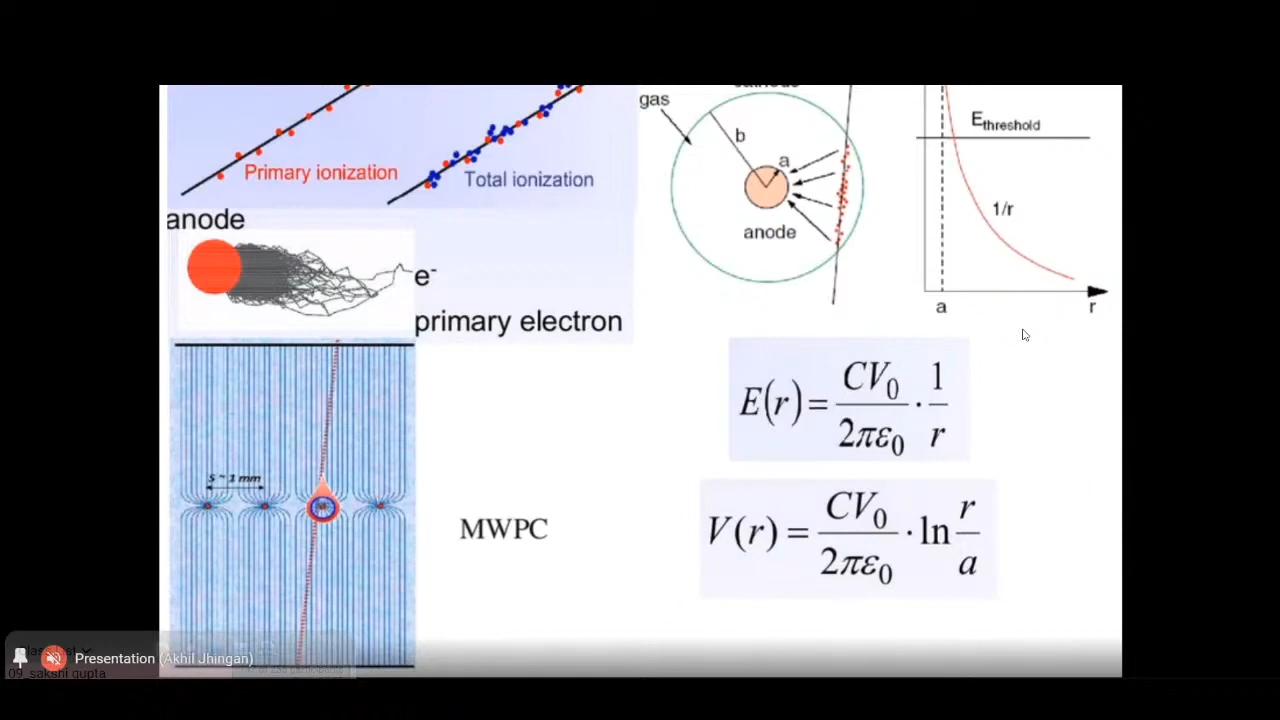 gas
cathode
b
a
anode
E threshold
1/r
a
r
Primary ionization
Total ionization
anode
e-
primary electron
S ~ 1 mm
MWPC
E(r) = CV₀ / 2πε₀ · 1 / r
V(r) = CV₀ / 2πε₀ · ln r / a
Presentation (Akhil Jhingan)
09_sakshi gupta